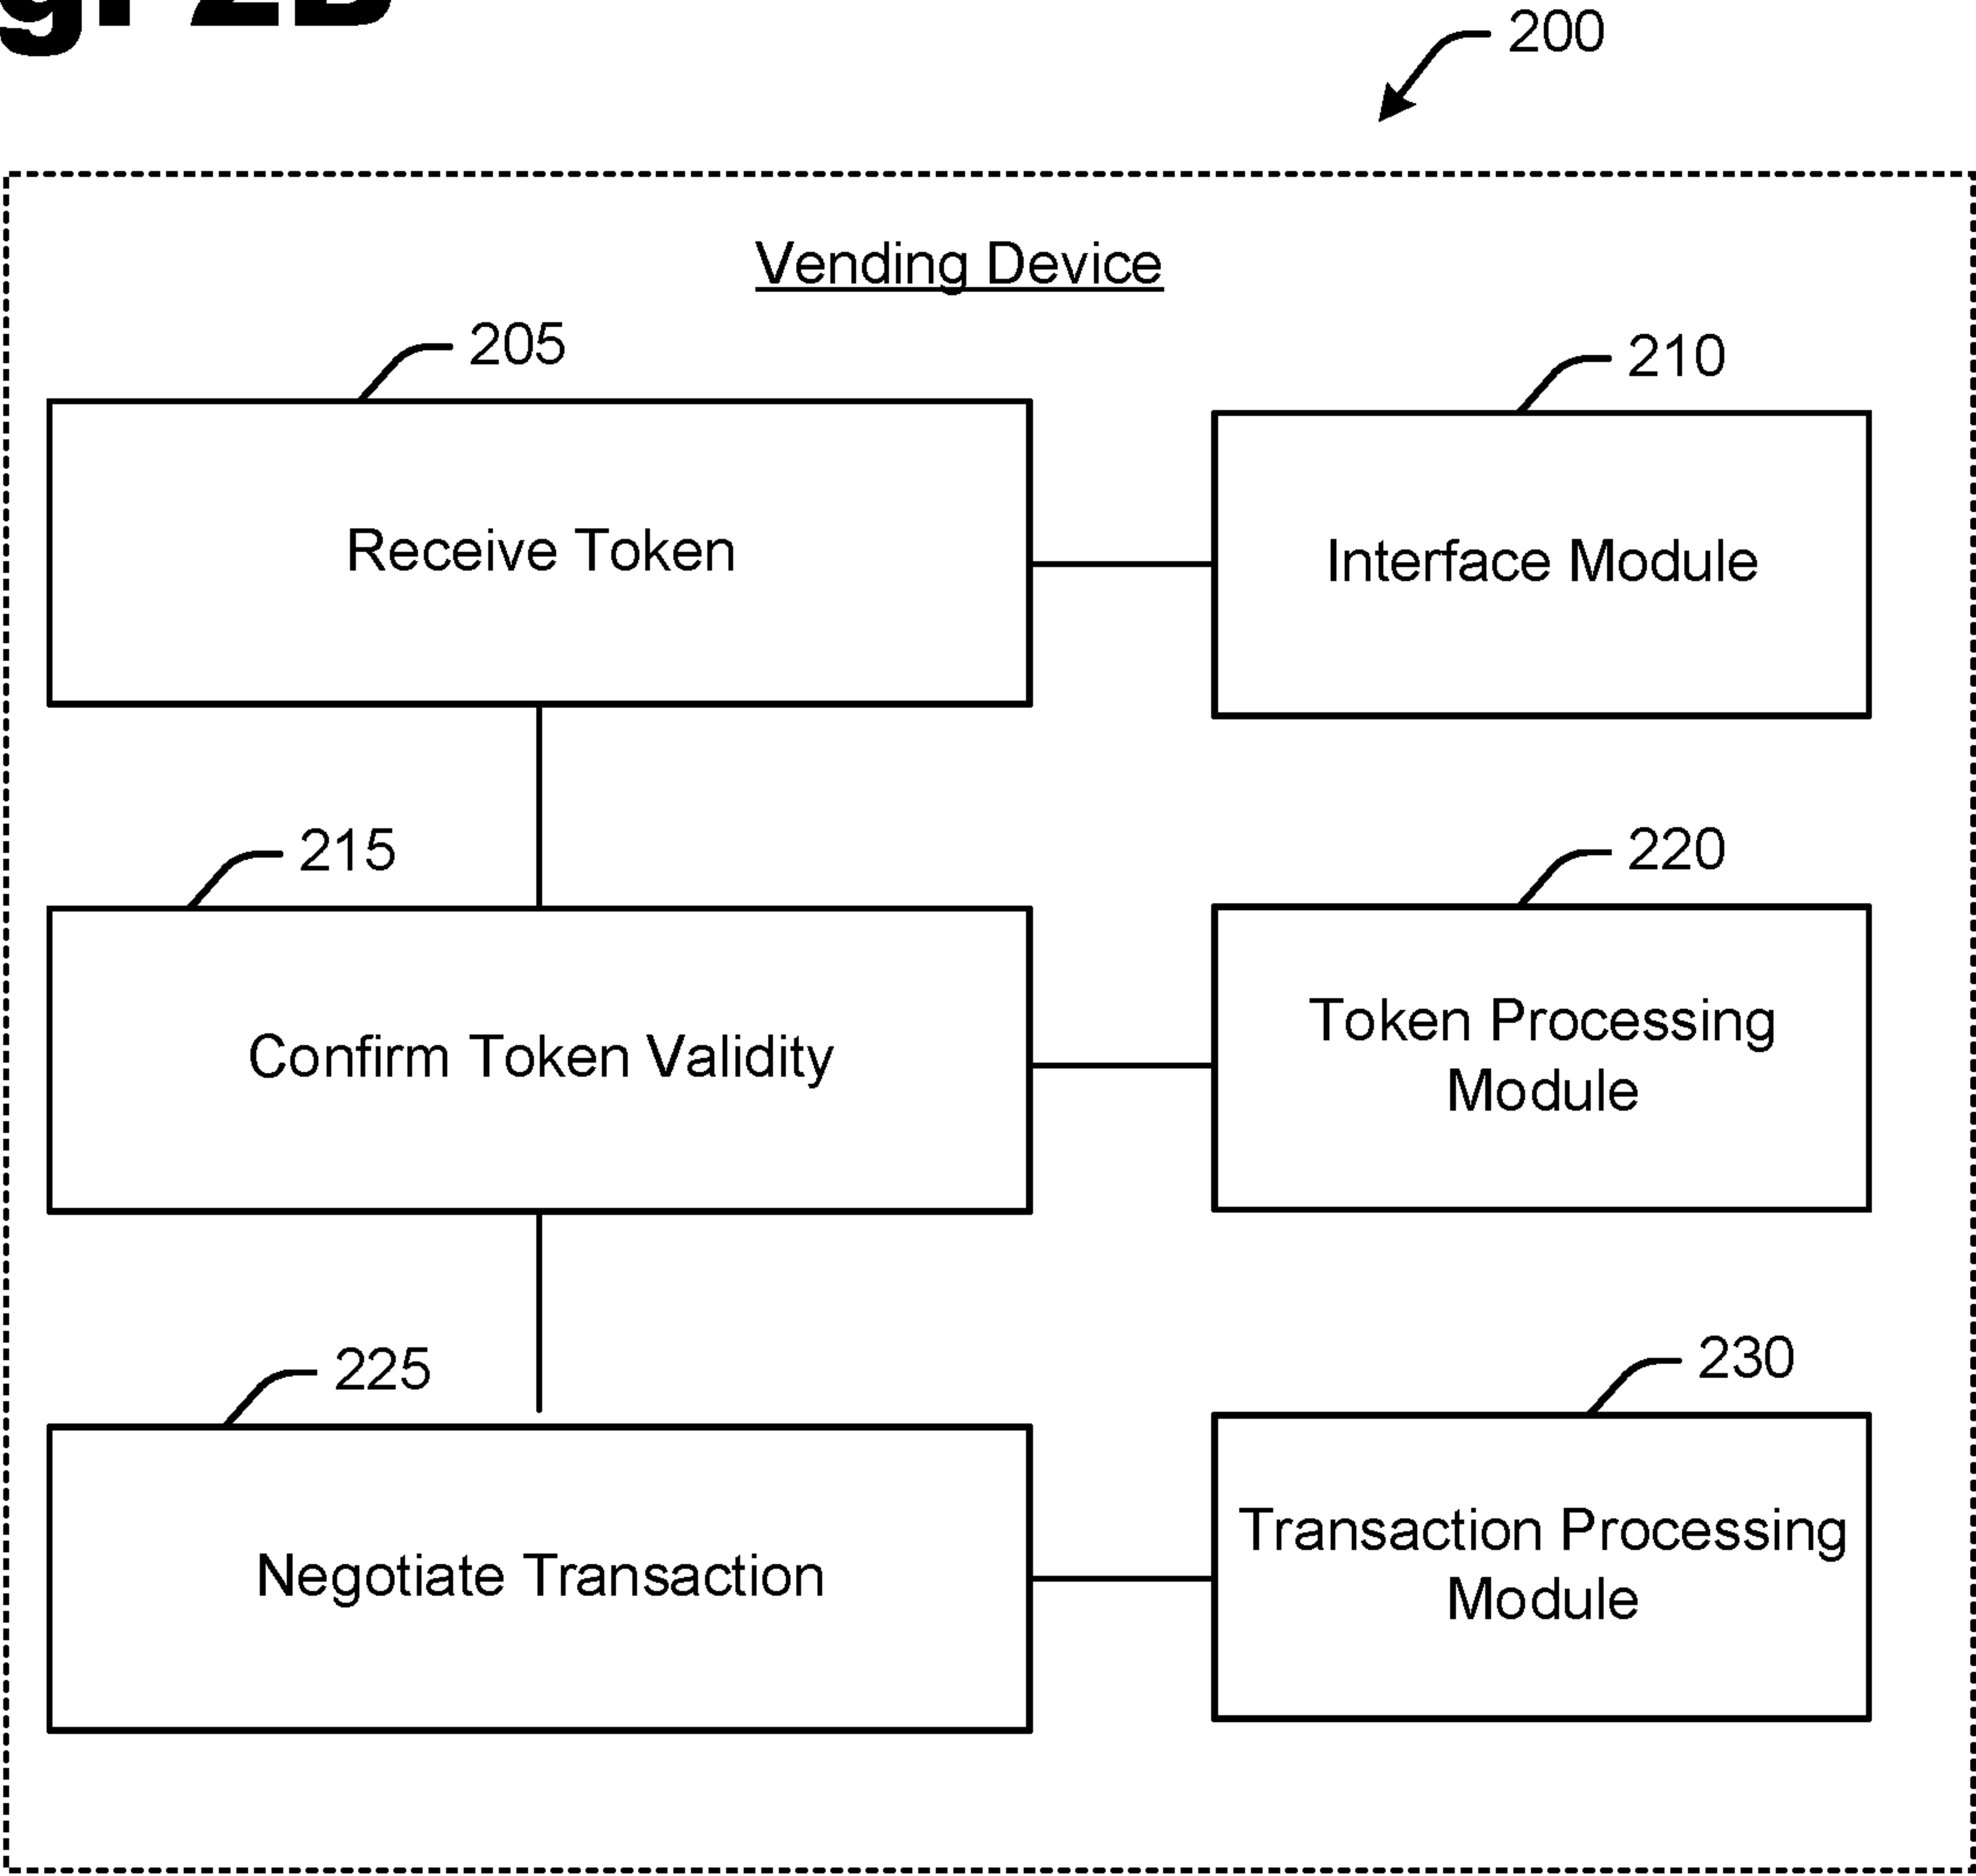 200
Vending Device
205
210
Receive Token
Interface Module
215
220
Confirm Token Validity
Token Processing
Module
225
230
Negotiate Transaction
Transaction Processing
Module